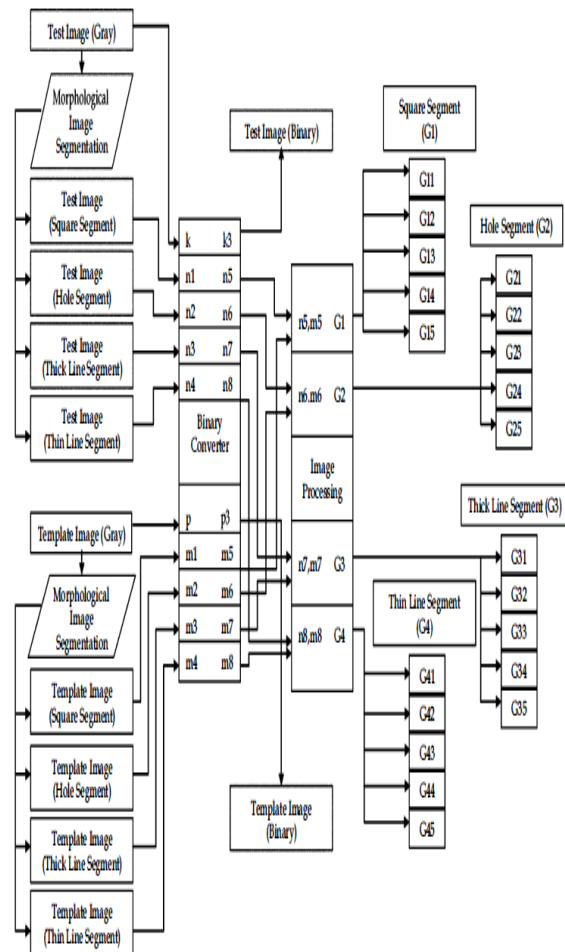 Test Image (Gray)
Morphological
Image
Segmentation
Test Image
(Square Segment)
Test Image
(Hole Segment)
Test Image
(Thick Line Segment)
Test Image
(Thin Line Segment)
Template Image (Gray)
Morphological
Image
Segmentation
Template Image
(Square Segment)
Template Image
(Hole Segment)
Template Image
(Thick Line Segment)
Template Image
(Thin Line Segment)
Test Image (Binary)
k k3
n1 n5
n2 n6
n3 n7
n4 n8
Binary
Converter
p p3
m1 m5
m2 m6
m3 m7
m4 m8
Template Image
(Binary)
n5,m5 G1
n6,m6 G2
Image
Processing
n7,m7 G3
n8,m8 G4
Square Segment
(G1)
G11
G12
G13
G14
G15
Hole Segment (G2)
G21
G22
G23
G24
G25
Thick Line Segment (G3)
G31
G32
G33
G34
G35
Thin Line Segment
(G4)
G41
G42
G43
G44
G45